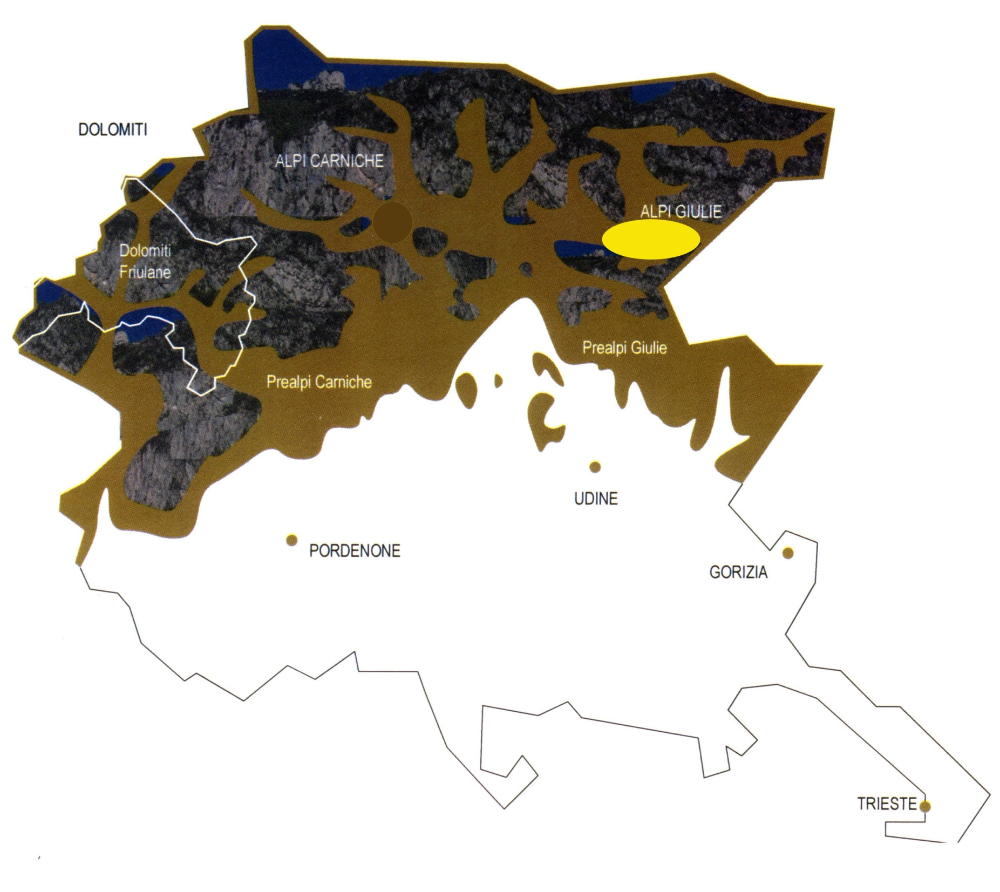 DOLOMITI
ALPI CARNICHE
ALPI GIULIE
Dolomiti
Friulane
Prealpi Giulie
Prealpi Carniche
UDINE
PORDENONE
GORIZIA
TRIESTE